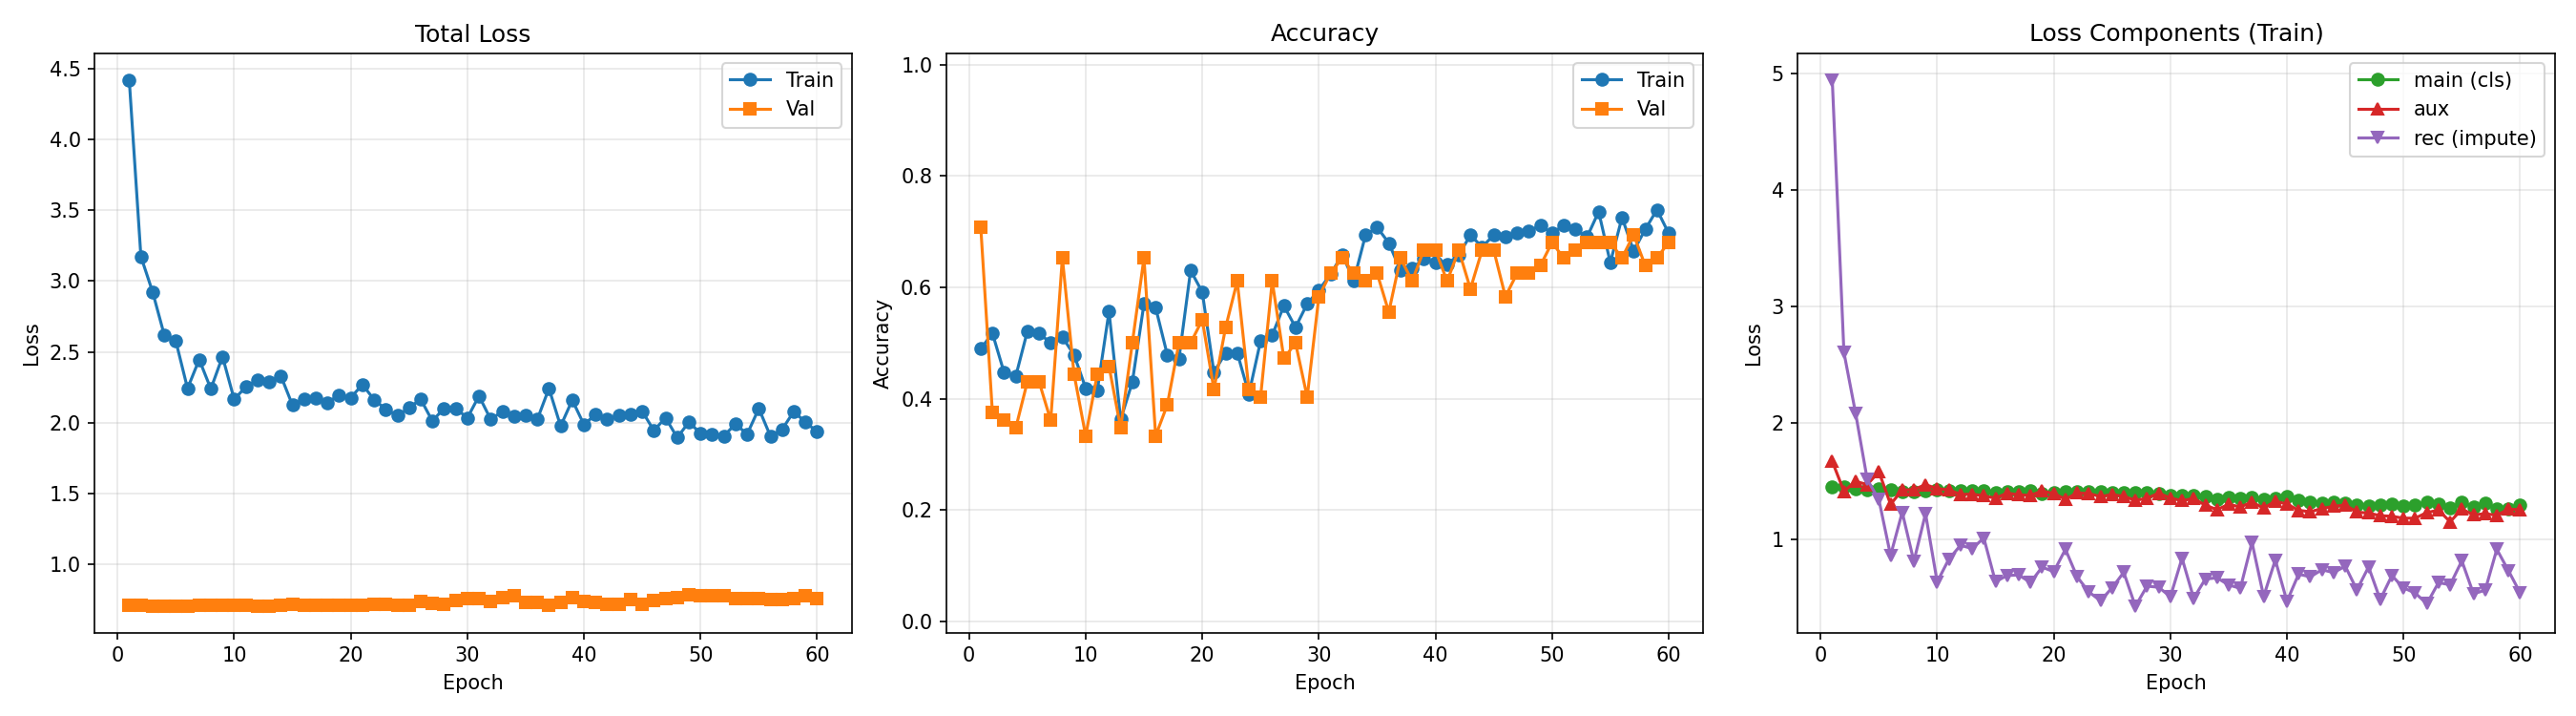 Total Loss
Train
Val
4.5
4.0
3.5
3.0
2.5
2.0
1.5
1.0
Loss
0
10
20
30
40
50
60
Epoch
Accuracy
Train
Val
1.0
0.8
0.6
0.4
0.2
0.0
Accuracy
0
10
20
30
40
50
60
Epoch
Loss Components (Train)
main (cls)
aux
rec (impute)
5
4
3
2
1
Loss
0
10
20
30
40
50
60
Epoch